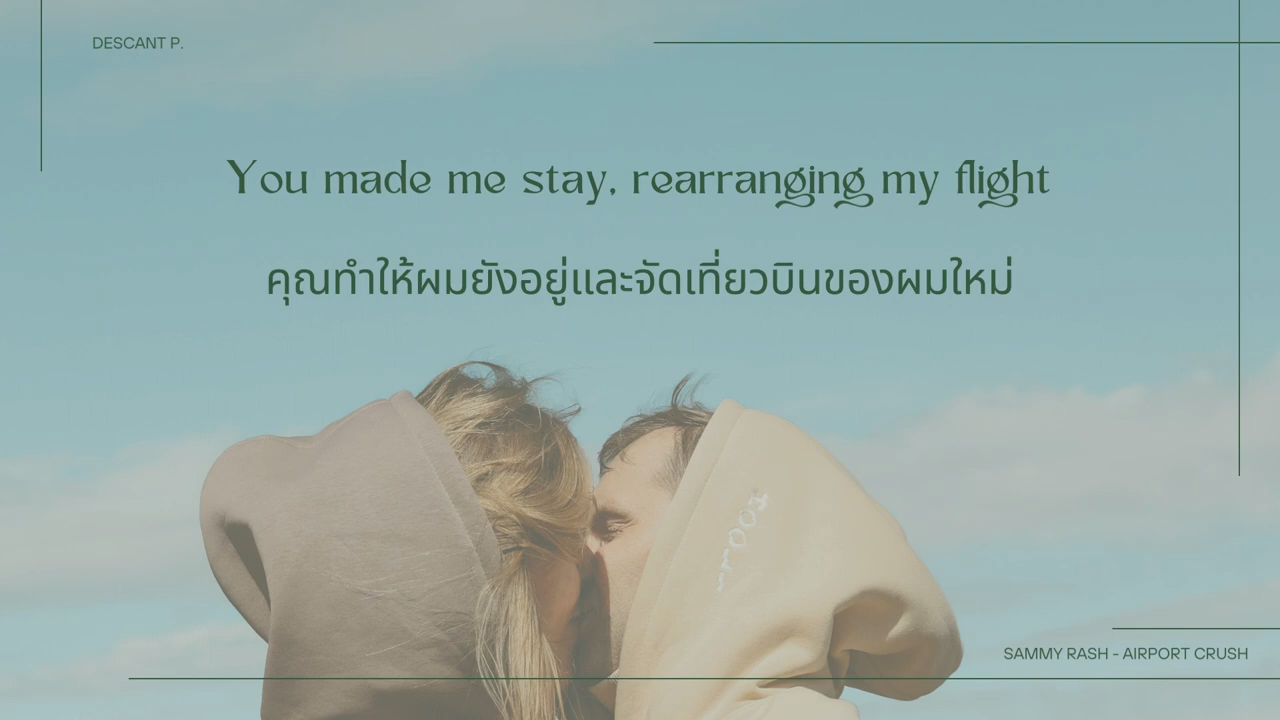 DESCANT P.
You made me stay, rearranging my flight
คุณทำให้ผมยังอยู่และจัดเที่ยวบินของผมใหม่
SAMMY RASH - AIRPORT CRUSH